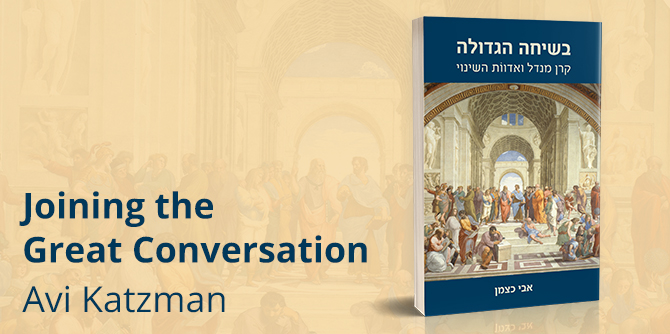 Joining the
Great Conversation
Avi Katzman
בשיחה הגדולה
קרן מנדל ואדוות השינוי
אבי כצמן